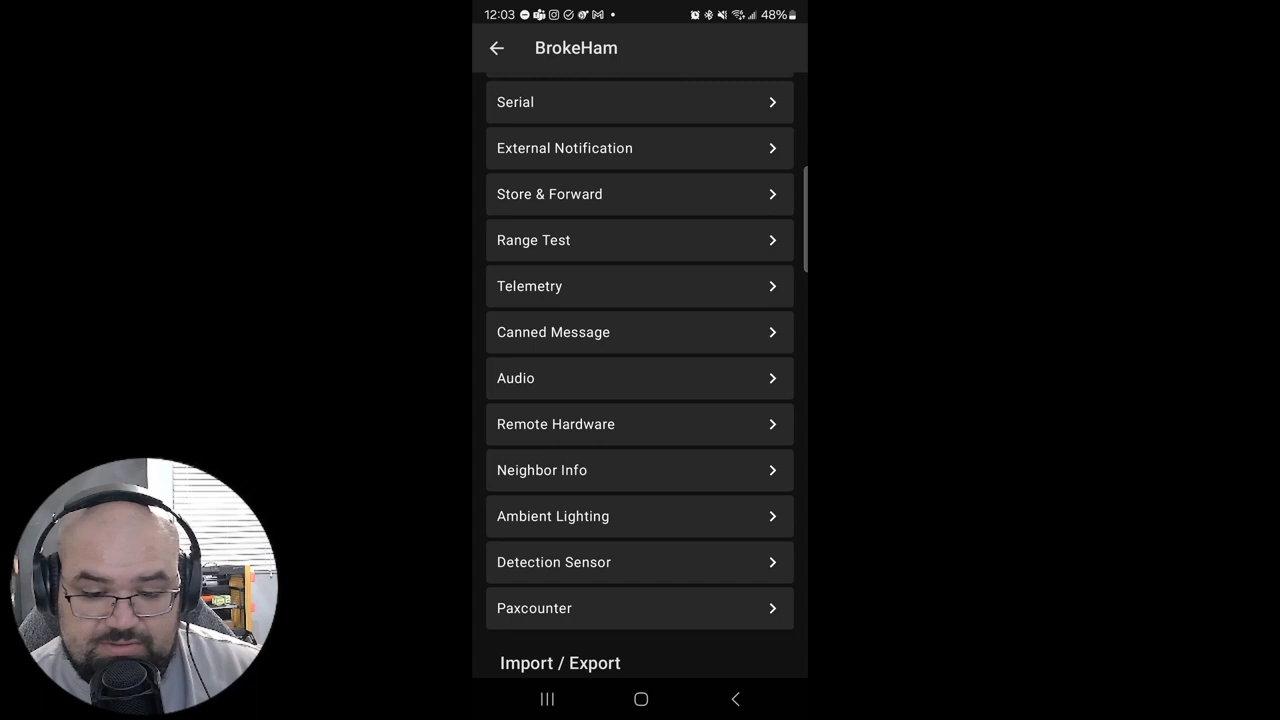 12:03
48%
BrokeHam
Serial
External Notification
Store & Forward
Range Test
Telemetry
Canned Message
Audio
Remote Hardware
Neighbor Info
Ambient Lighting
Detection Sensor
Paxcounter
Import / Export